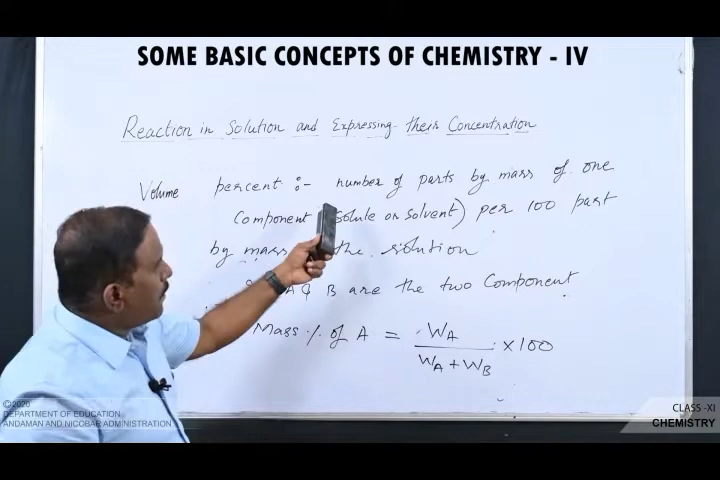 SOME BASIC CONCEPTS OF CHEMISTRY - IV
Reaction in Solution and Expressing their Concentration
Volume percent :- number of parts by mass of one
component solute or solvent) per 100 part
by mass the solution
A & B are the two Component
Mass % of A = WA / WA + WB × 100
©2020
DEPARTMENT OF EDUCATION
ANDAMAN AND NICOBAR ADMINISTRATION
CLASS -XI
CHEMISTRY